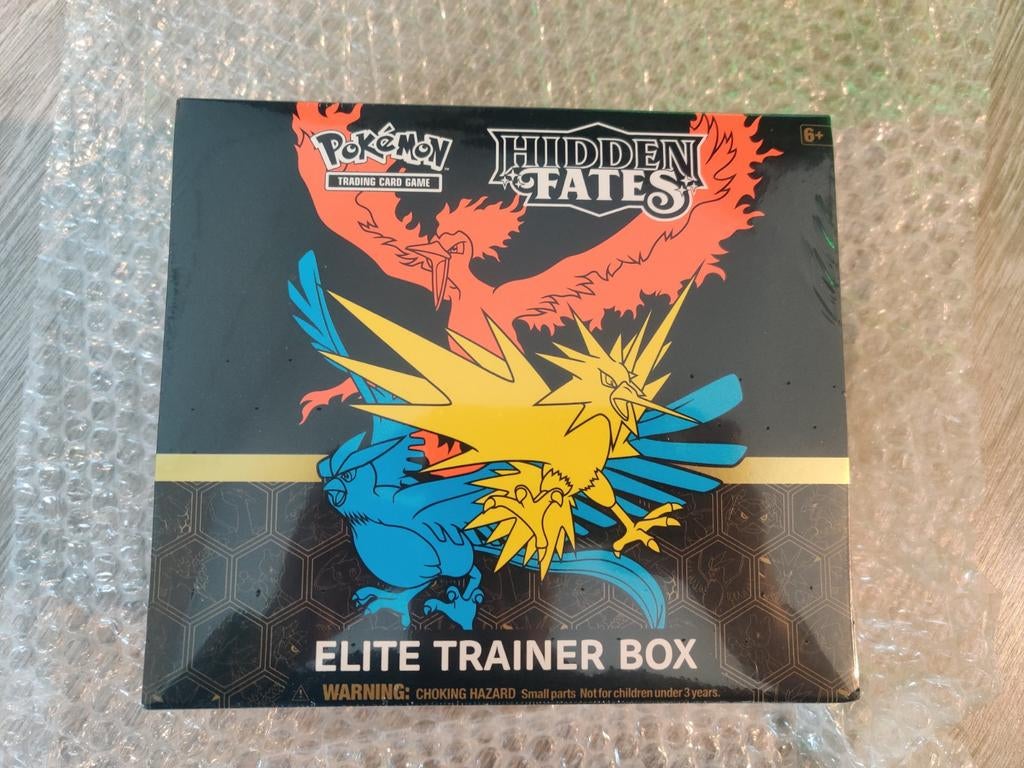 Pokémon
TRADING CARD GAME
HIDDEN
FATES
6+
ELITE TRAINER BOX
WARNING: CHOKING HAZARD Small parts Not for children under 3 years.